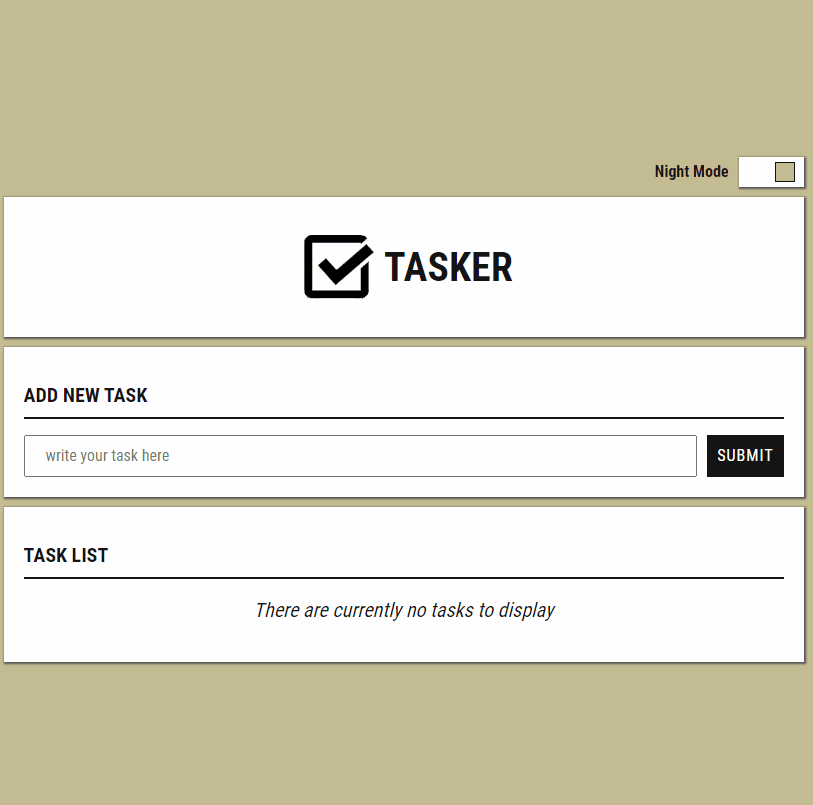 Night Mode
TASKER
ADD NEW TASK
write your task here
SUBMIT
TASK LIST
There are currently no tasks to display